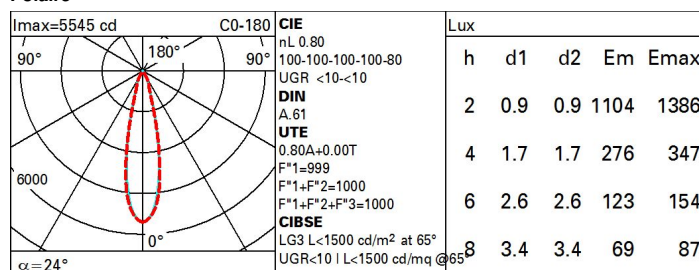 Imax=5545 cd C0-180
90° 180° 90°
6000
0°
α=24°
CIE
nL 0.80
100-100-100-100-80
UGR <10-<10
DIN
A.61
UTE
0.80A+0.00T
F"1=999
F"1+F"2=1000
F"1+F"2+F"3=1000
CIBSE
LG3 L<1500 cd/m² at 65°
UGR<10 | L<1500 cd/mq @65°
Lux
h d1 d2 Em Emax
2 0.9 0.9 1104 1386
4 1.7 1.7 276 347
6 2.6 2.6 123 154
8 3.4 3.4 69 87